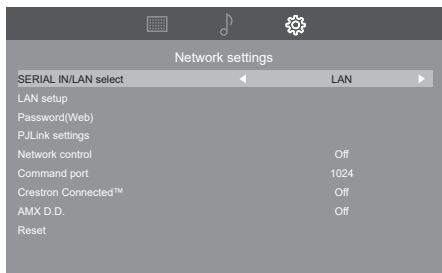 Network settings
SERIAL IN/LAN select LAN
LAN setup
Password(Web)
PJLink settings
Network control Off
Command port 1024
Crestron Connected™ Off
AMX D.D. Off
Reset